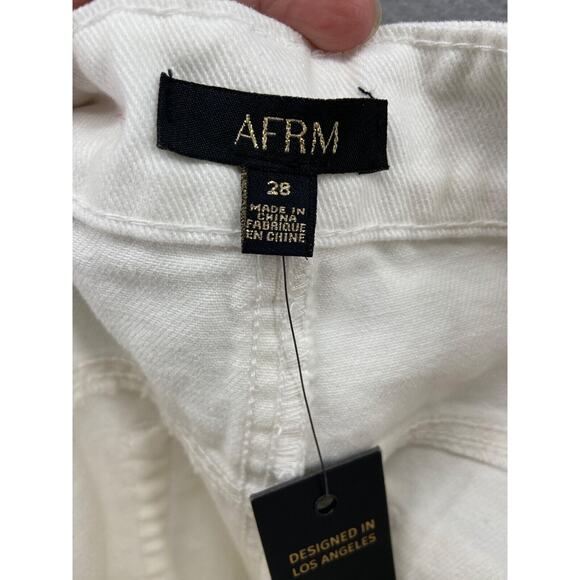 AFRM
28
MADE IN
CHINA
FABRIQUE
EN CHINE
DESIGNED IN
LOS ANGELES